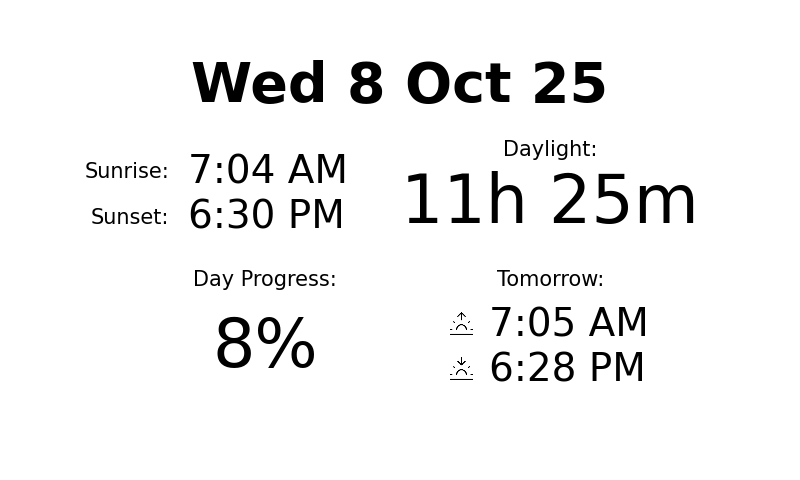 Wed 8 Oct 25
Sunrise: 7:04 AM
Sunset: 6:30 PM
Daylight:
11h 25m
Day Progress:
8%
Tomorrow:
7:05 AM
6:28 PM